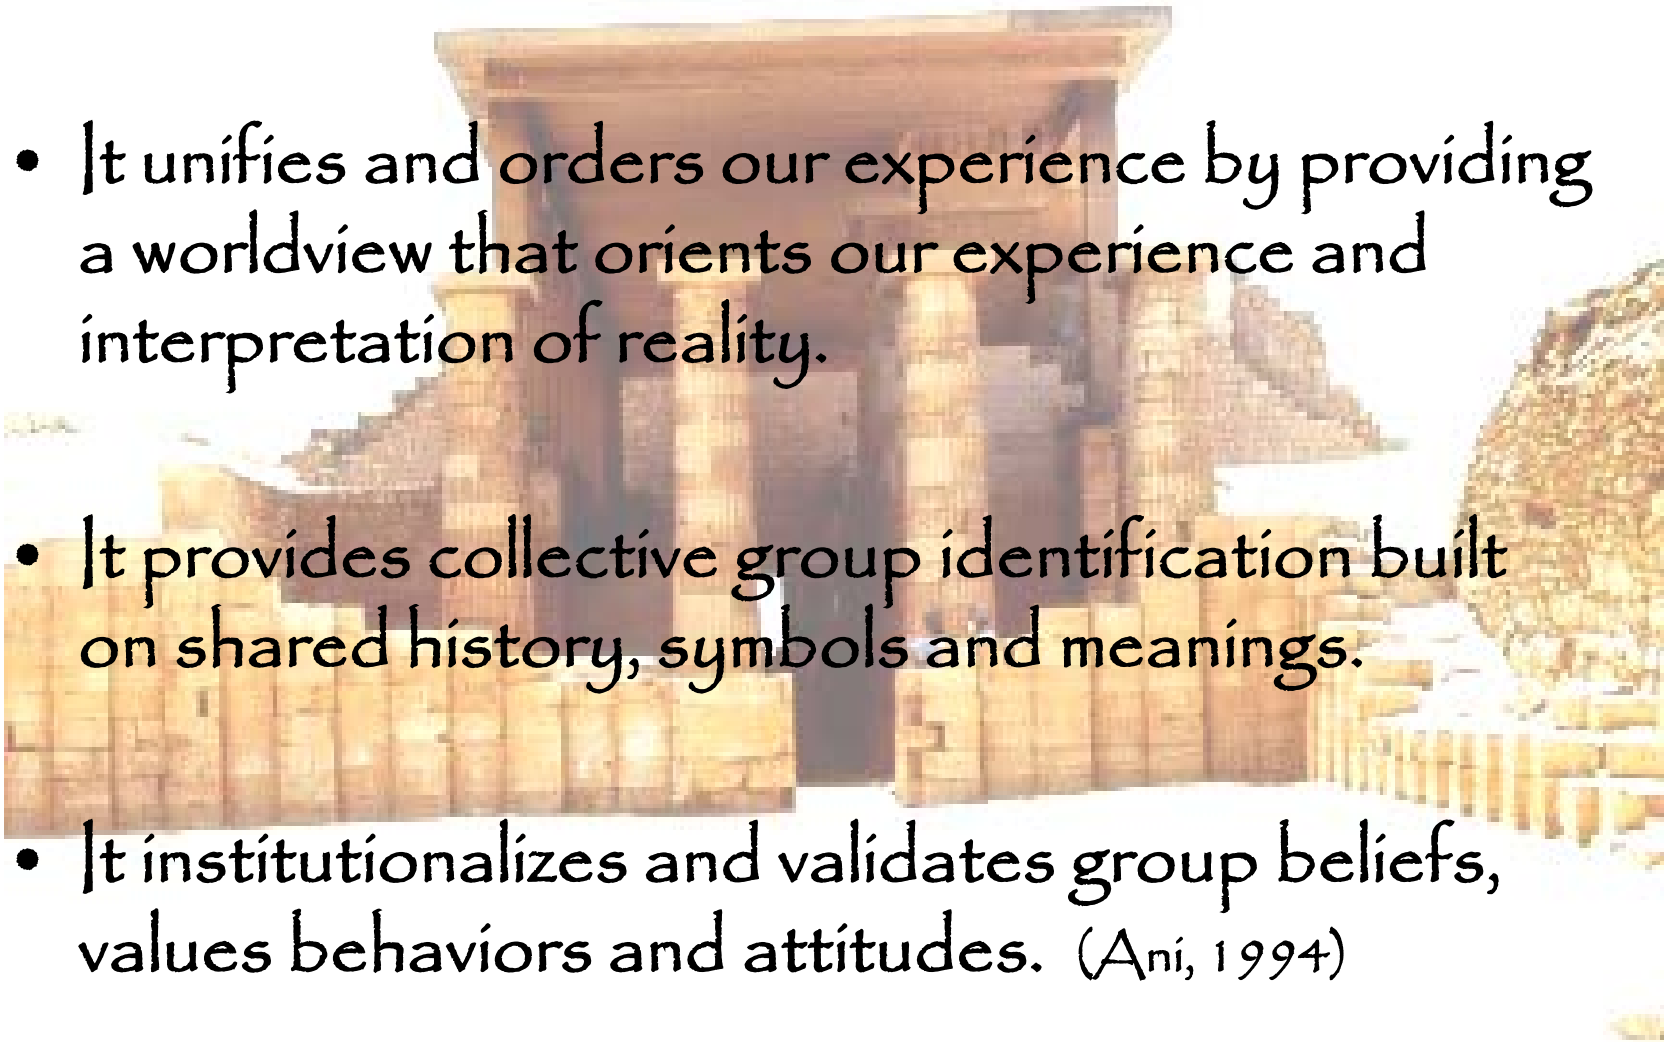 • It unifies and orders our experience by providing
a worldview that orients our experience and
interpretation of reality.
• It provides collective group identification built
on shared history, symbols and meanings.
• It institutionalizes and validates group beliefs,
values behaviors and attitudes. (Ani, 1994)